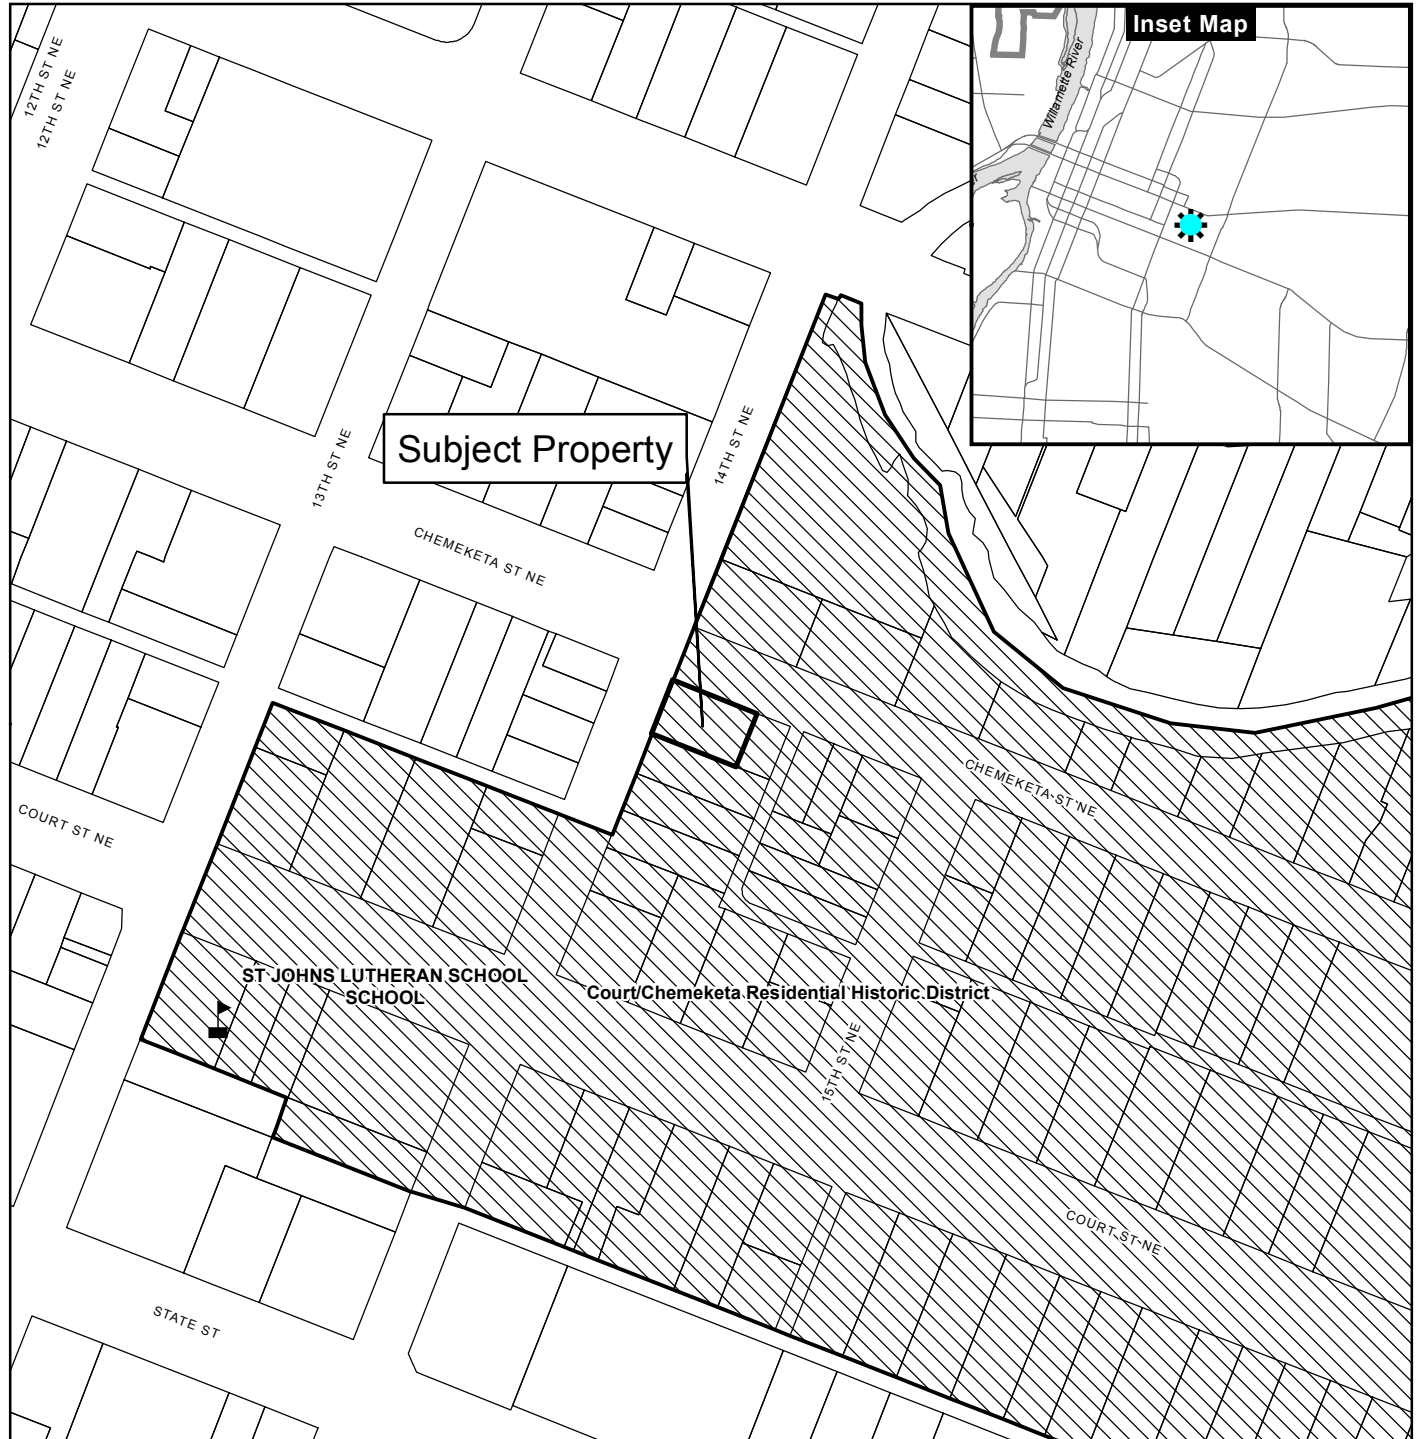 Inset Map
Willamette River
12TH ST NE
12TH ST NE
Subject Property
13TH ST NE
14TH ST NE
CHEMEKETA ST NE
CHEMEKETA ST NE
COURT ST NE
ST JOHNS LUTHERAN SCHOOL
SCHOOL
Court/Chemeketa Residential Historic District
15TH ST NE
COURT ST NE
STATE ST